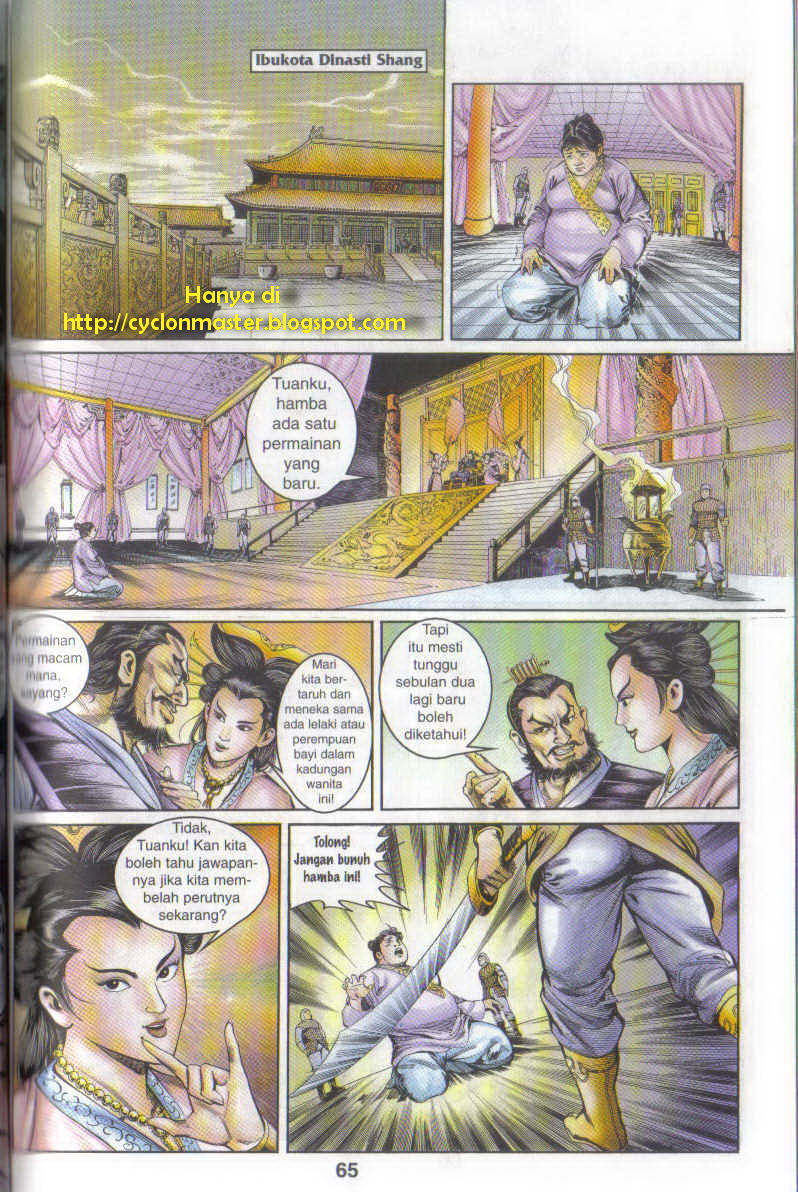 Ibukota Dinasti Shang
Hanya di
http://cyclonmaster.blogspot.com
Tuanku,
hamba
ada satu
permainan
yang
baru.
Permainan
yang macam
mana,
sayang?
Mari
kita ber-
taruh dan
meneka sama
ada lelaki atau
perempuan
bayi dalam
kadungan
wanita
ini!
Tapi
itu mesti
tunggu
sebulan dua
lagi baru
boleh
diketahui!
Tidak,
Tuanku! Kan kita
boleh tahu jawapan-
nya jika kita mem-
belah perutnya
sekarang?
Tolong!
Jangan bunuh
hamba ini!
65